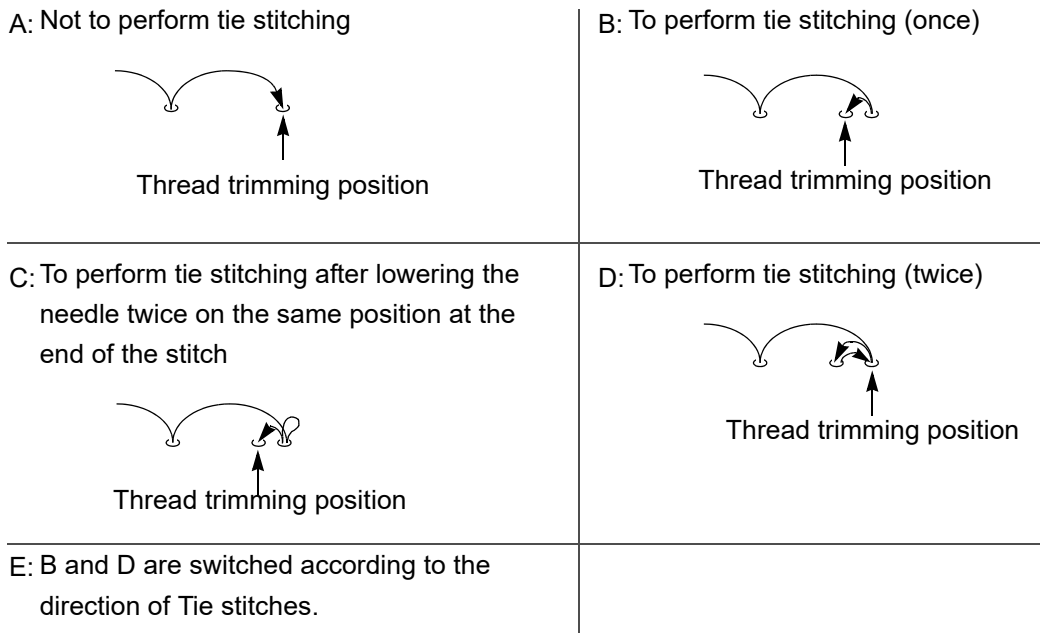 A: Not to perform tie stitching
Thread trimming position
B: To perform tie stitching (once)
Thread trimming position
C: To perform tie stitching after lowering the
needle twice on the same position at the
end of the stitch
Thread trimming position
D: To perform tie stitching (twice)
Thread trimming position
E: B and D are switched according to the
direction of Tie stitches.